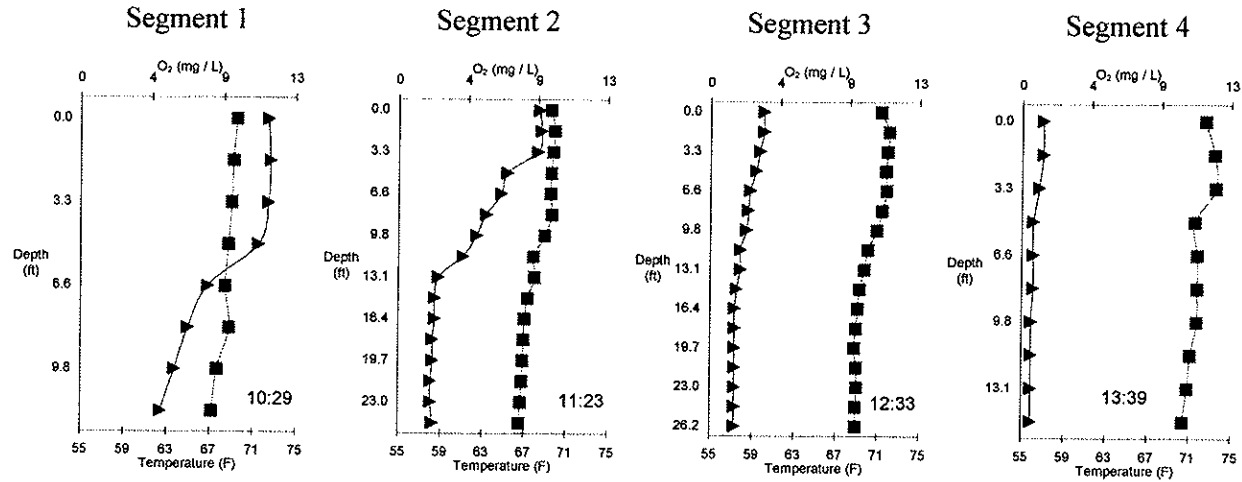 Segment 1
O₂ (mg / L)
0 4 9 13
0.0
3.3
Depth
(ft)
6.6
9.8
10:29
55 59 63 67 71 75
Temperature (F)
Segment 2
O₂ (mg / L)
0 4 9 13
0.0
3.3
6.6
9.8
Depth
(ft)
13.1
16.4
19.7
23.0
11:23
55 59 63 67 71 75
Temperature (F)
Segment 3
O₂ (mg / L)
0 4 9 13
0.0
3.3
6.6
9.8
Depth
(ft)
13.1
16.4
19.7
23.0
26.2
12:33
55 59 63 67 71 75
Temperature (F)
Segment 4
O₂ (mg / L)
0 4 9 13
0.0
3.3
Depth
(ft)
6.6
9.8
13.1
13:39
55 59 63 67 71 75
Temperature (F)